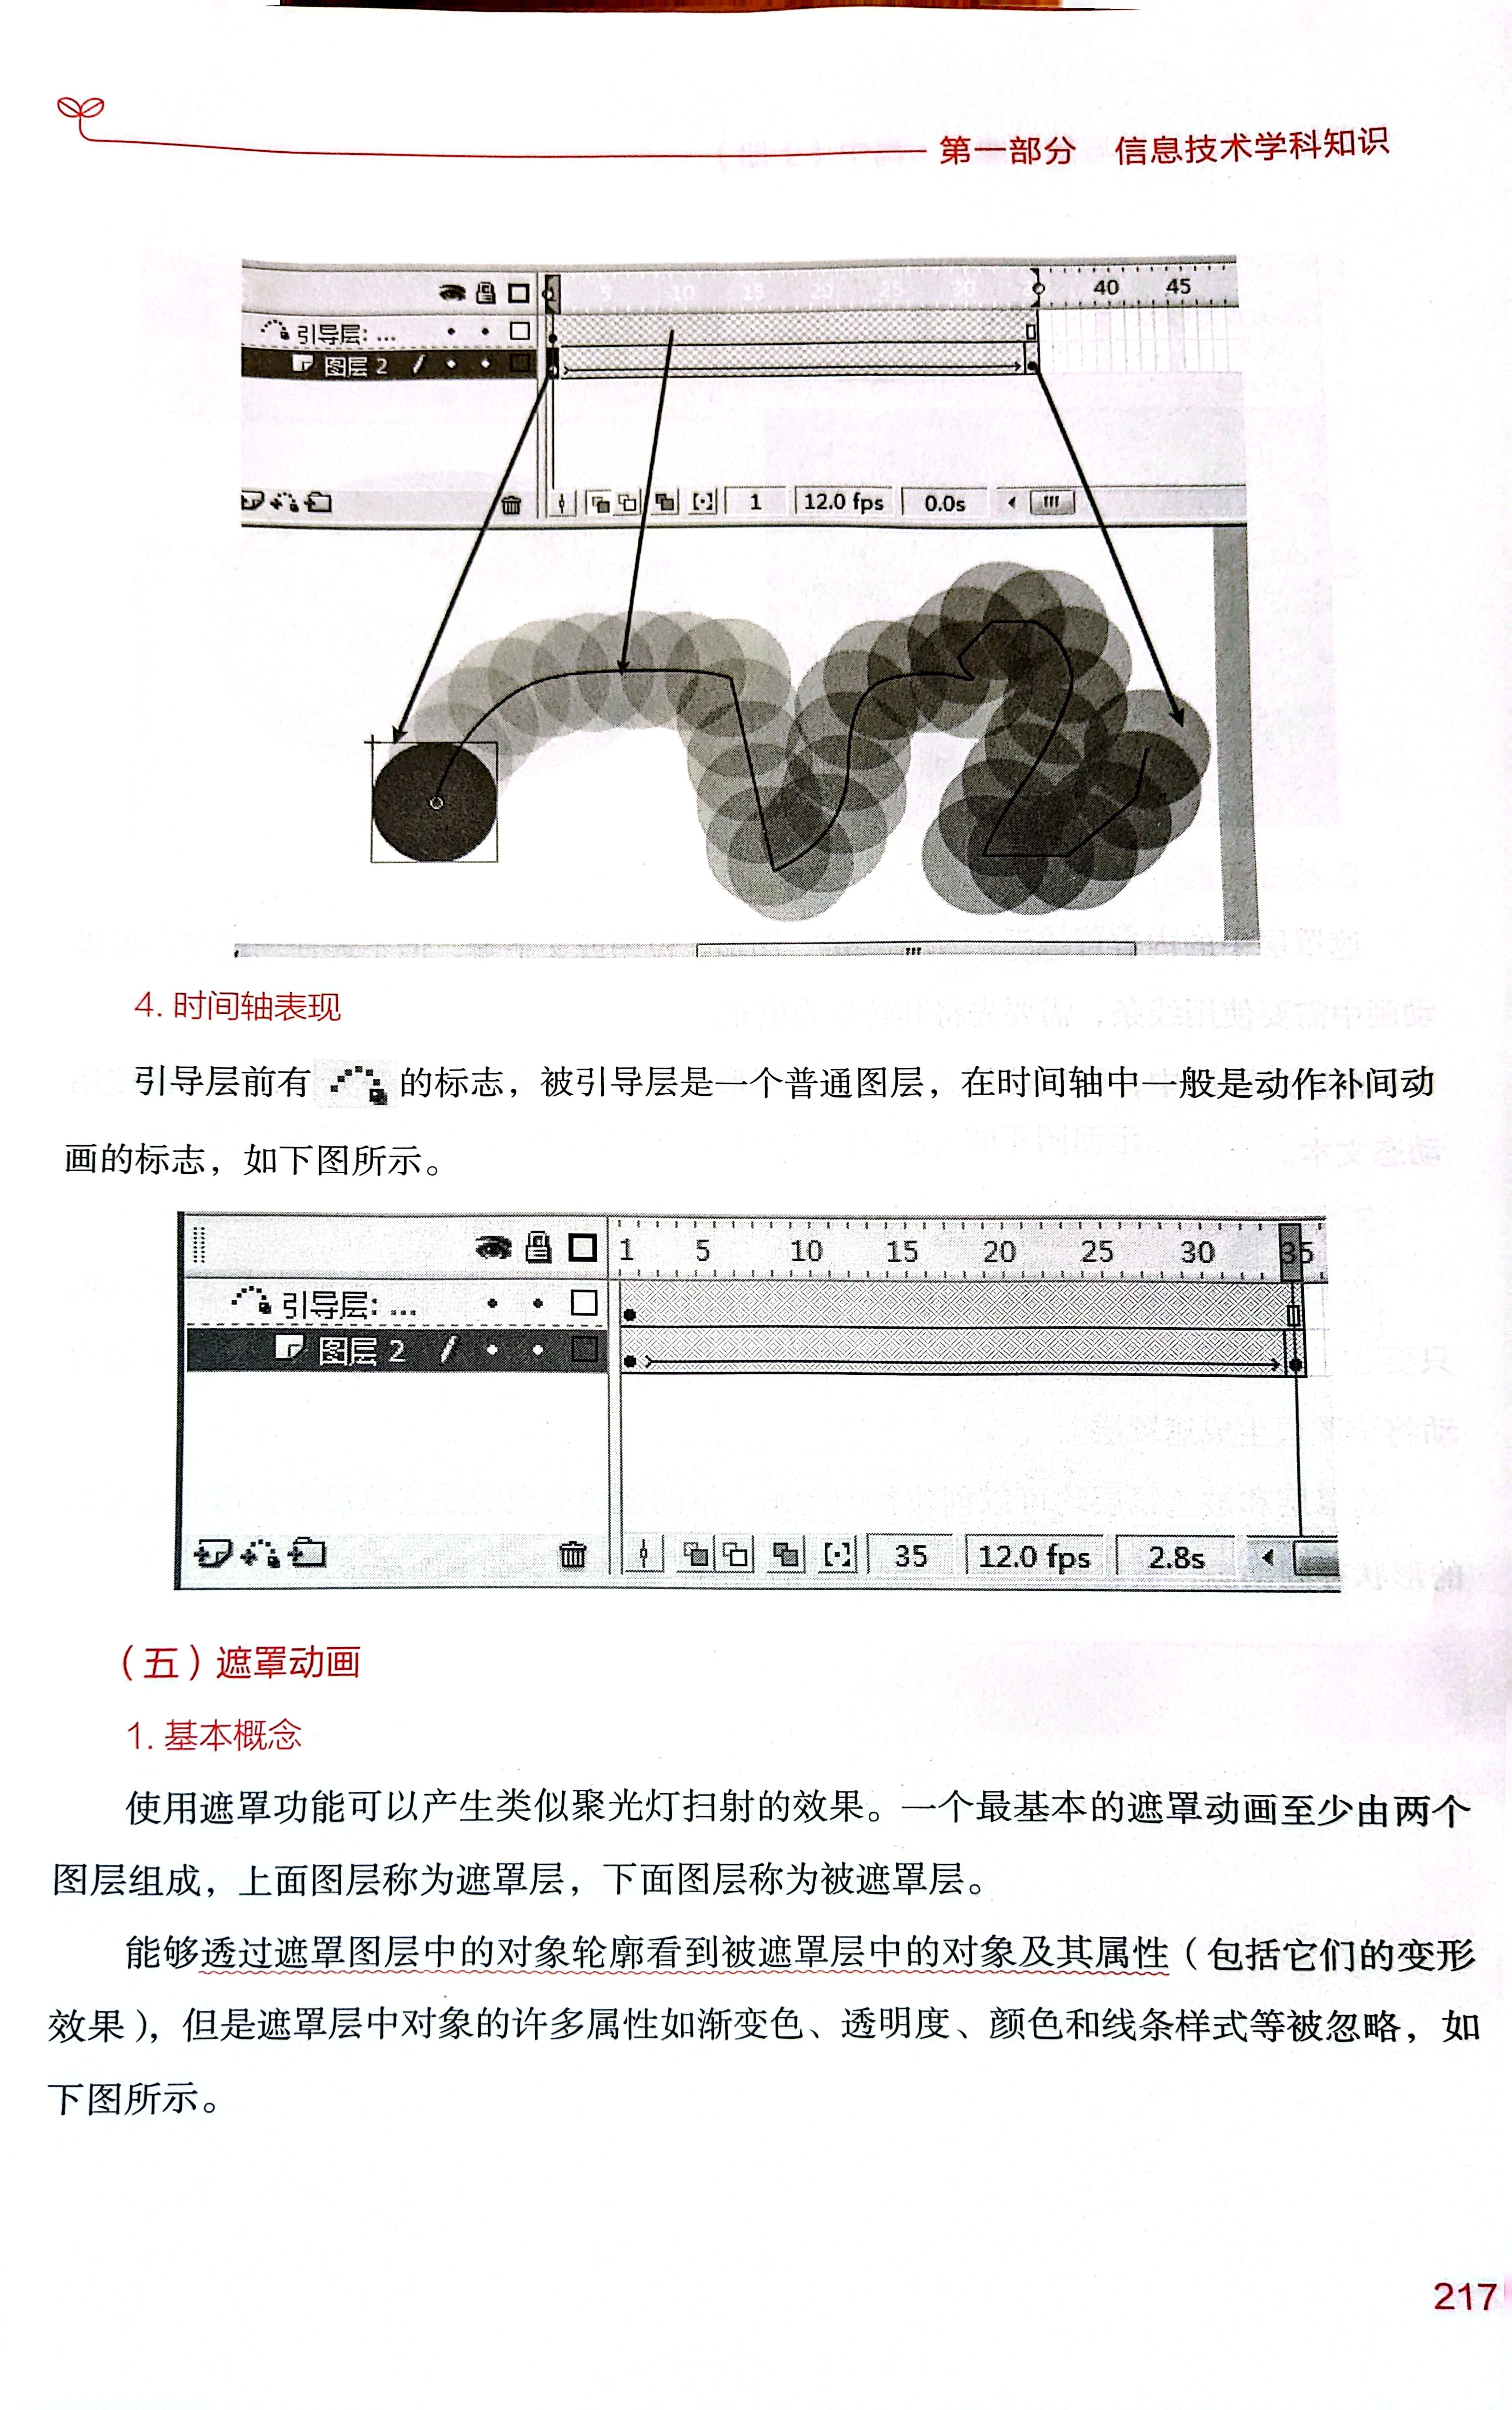 第一部分 信息技术学科知识
5 10 15 20 25 30 40 45
引导层: ...
图层 2
1 12.0 fps 0.0s
4. 时间轴表现
引导层前有 的标志，被引导层是一个普通图层，在时间轴中一般是动作补间动
画的标志，如下图所示。
1 5 10 15 20 25 30 35
引导层: ...
图层 2
35 12.0 fps 2.8s
（五）遮罩动画
1. 基本概念
使用遮罩功能可以产生类似聚光灯扫射的效果。一个最基本的遮罩动画至少由两个
图层组成，上面图层称为遮罩层，下面图层称为被遮罩层。
能够透过遮罩图层中的对象轮廓看到被遮罩层中的对象及其属性（包括它们的变形
效果），但是遮罩层中对象的许多属性如渐变色、透明度、颜色和线条样式等被忽略，如
下图所示。
217